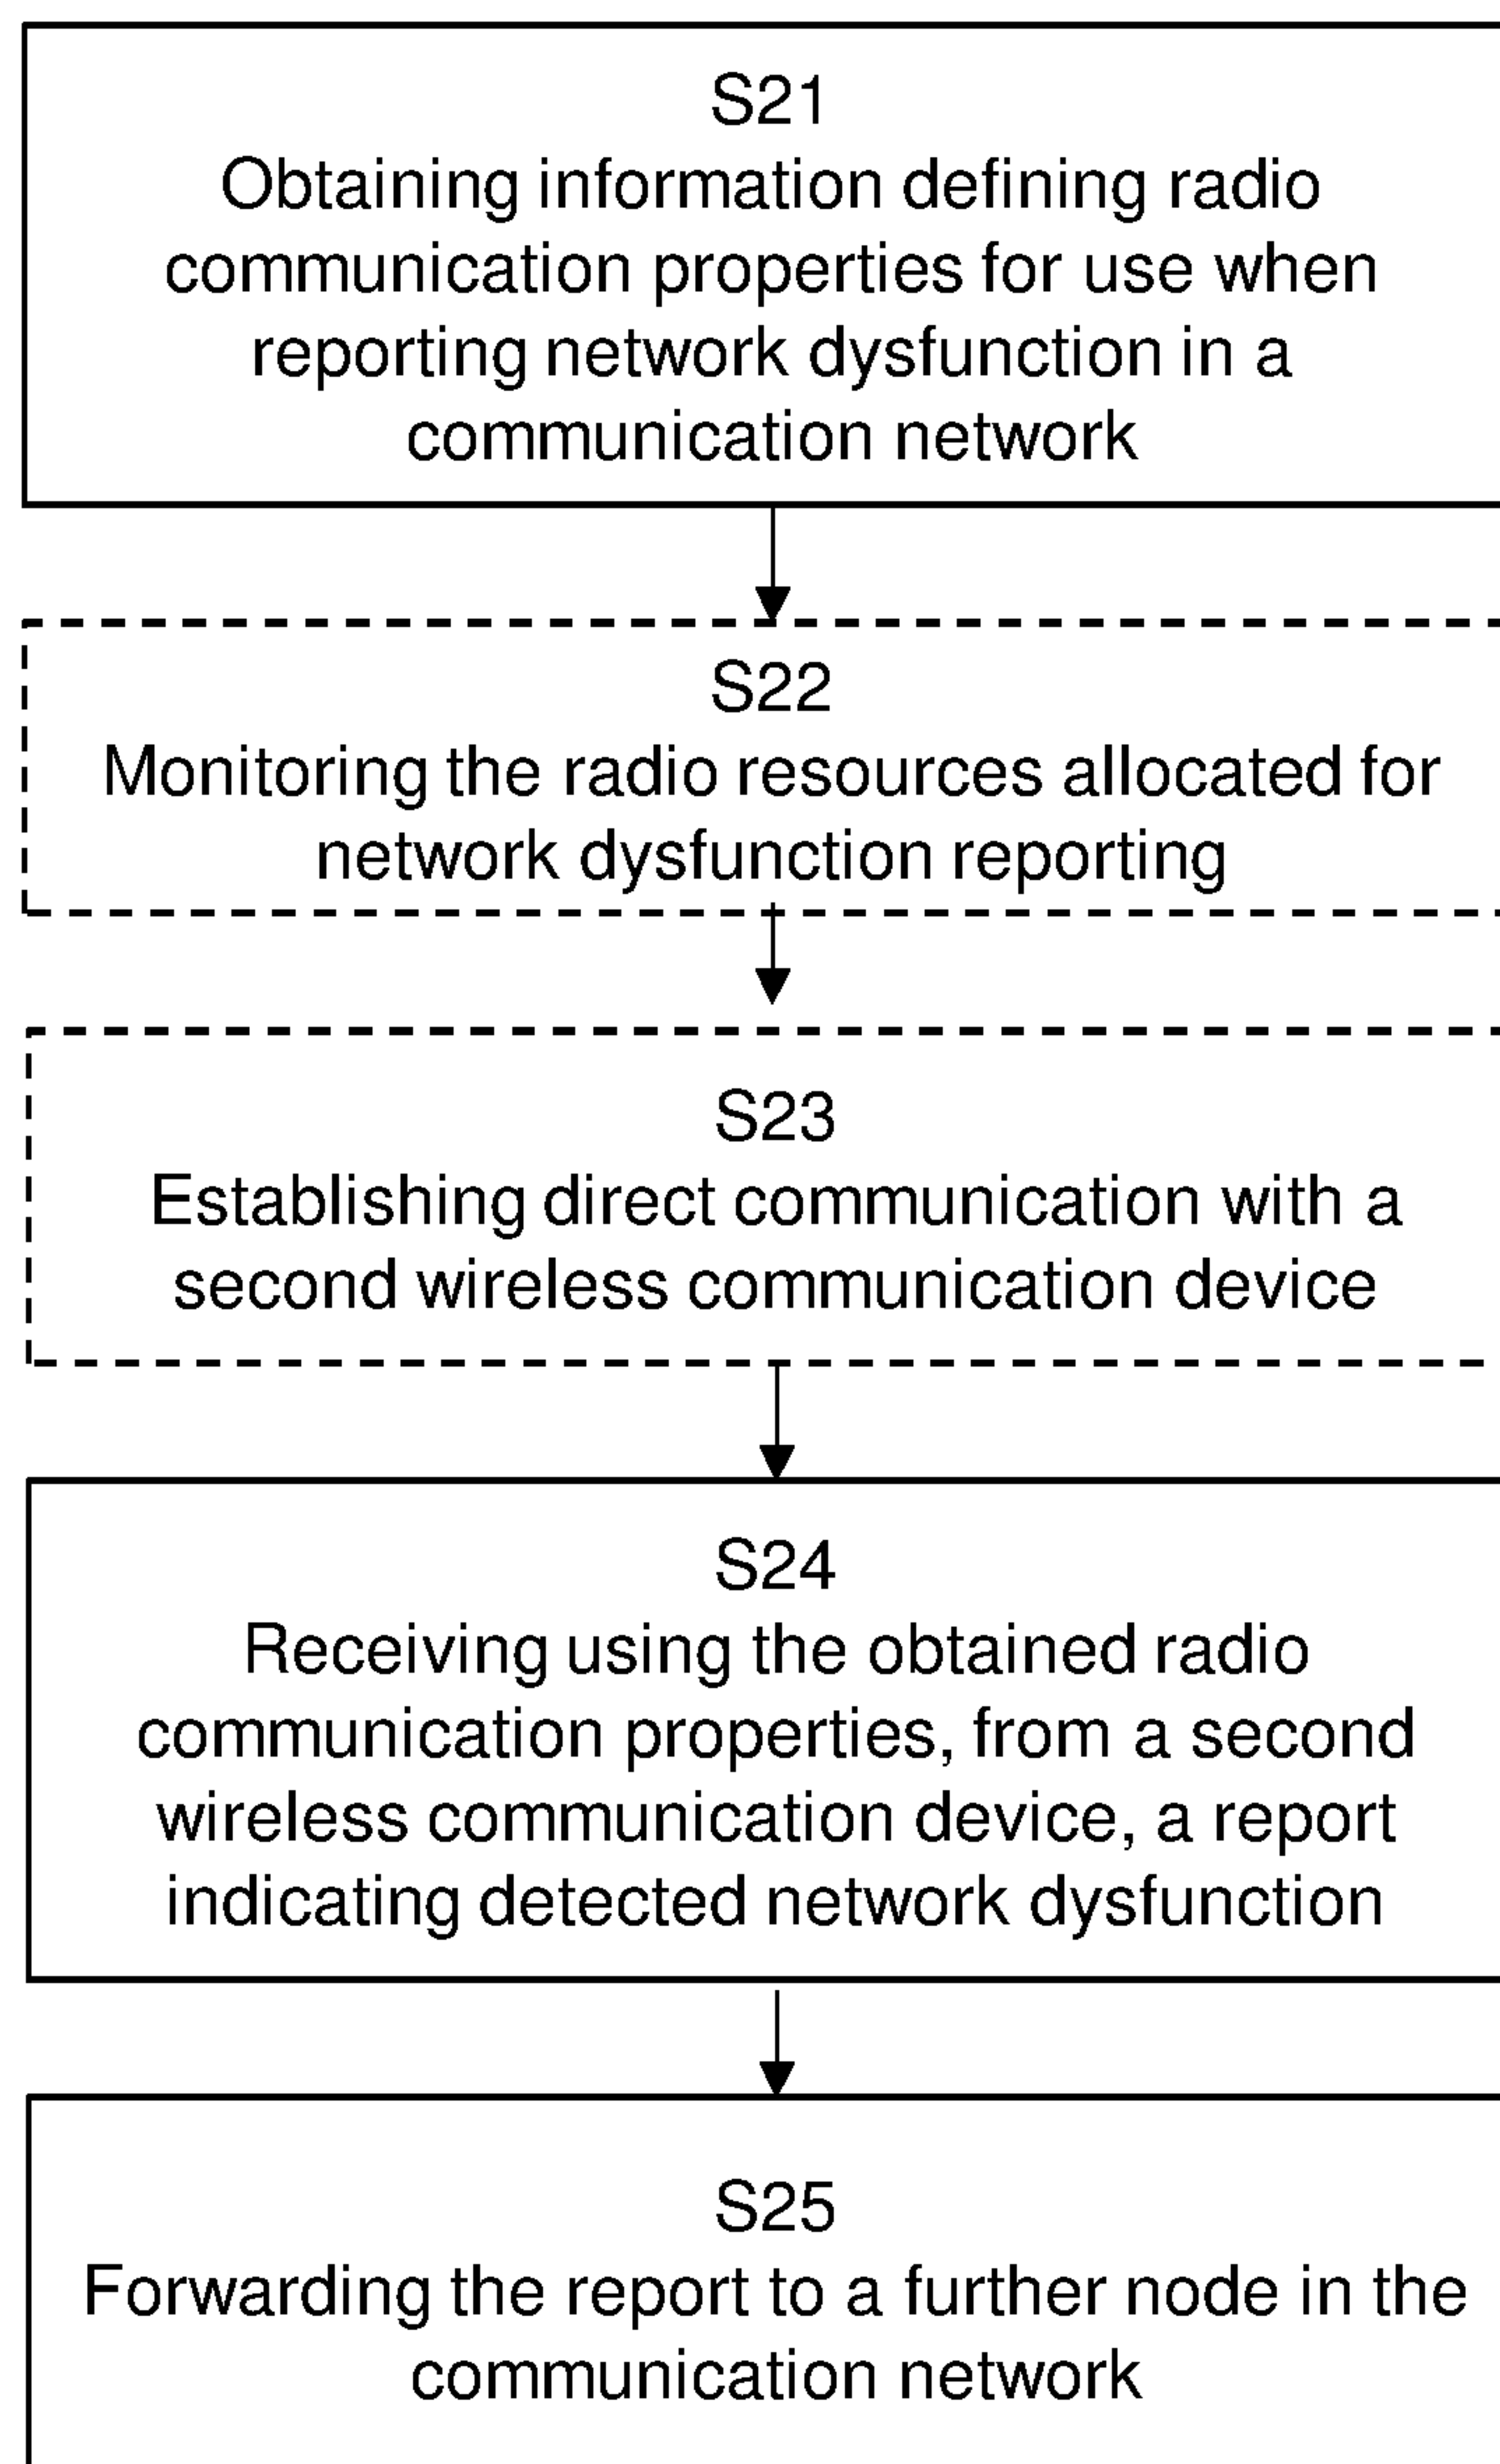 S21
Obtaining information defining radio
communication properties for use when
reporting network dysfunction in a
communication network
S22
Monitoring the radio resources allocated for
network dysfunction reporting
S23
Establishing direct communication with a
second wireless communication device
S24
Receiving using the obtained radio
communication properties, from a second
wireless communication device, a report
indicating detected network dysfunction
S25
Forwarding the report to a further node in the
communication network